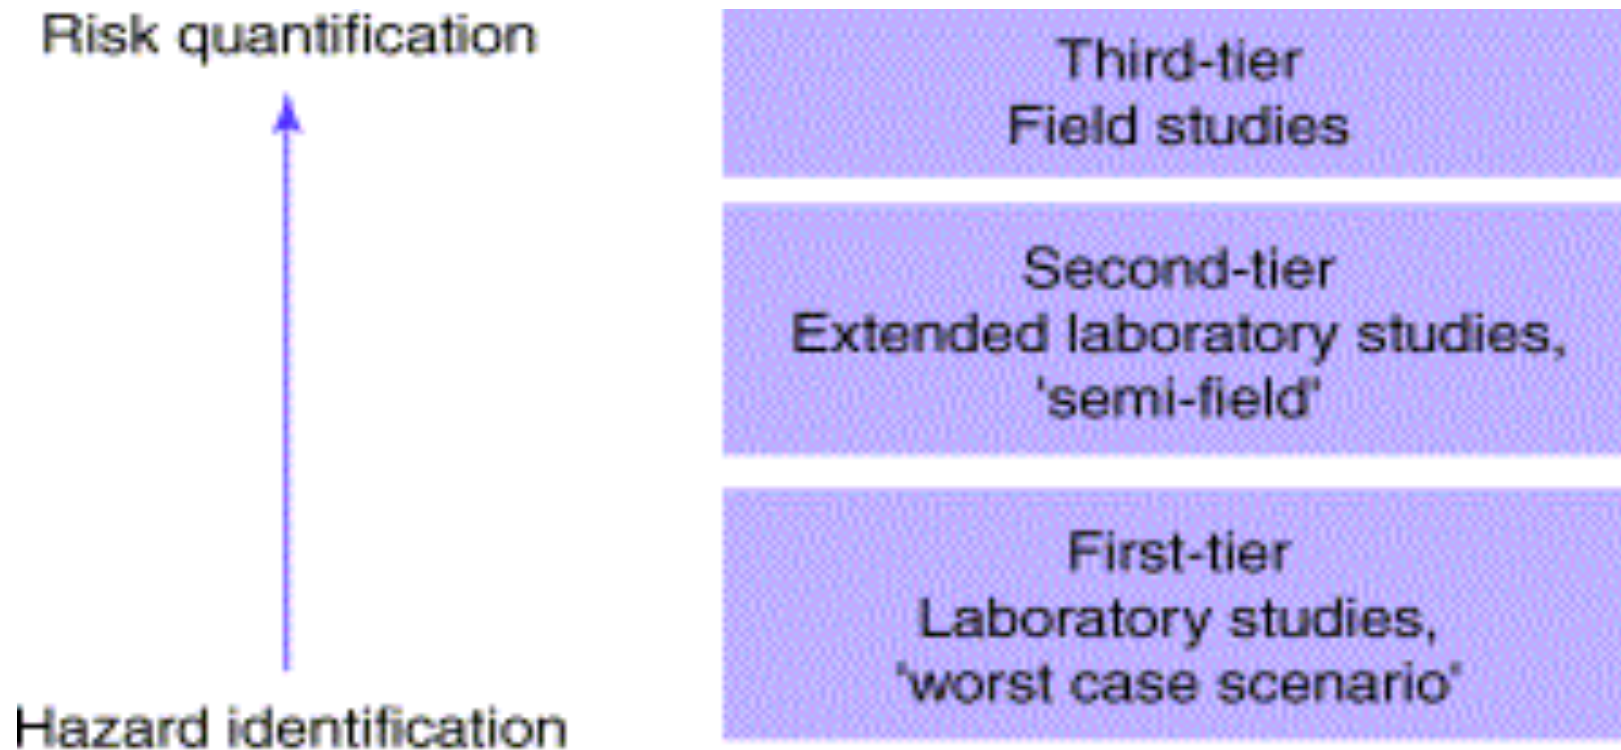 Risk quantification
Third-tier
Field studies
Second-tier
Extended laboratory studies,
'semi-field'
First-tier
Laboratory studies,
'worst case scenario'
Hazard identification